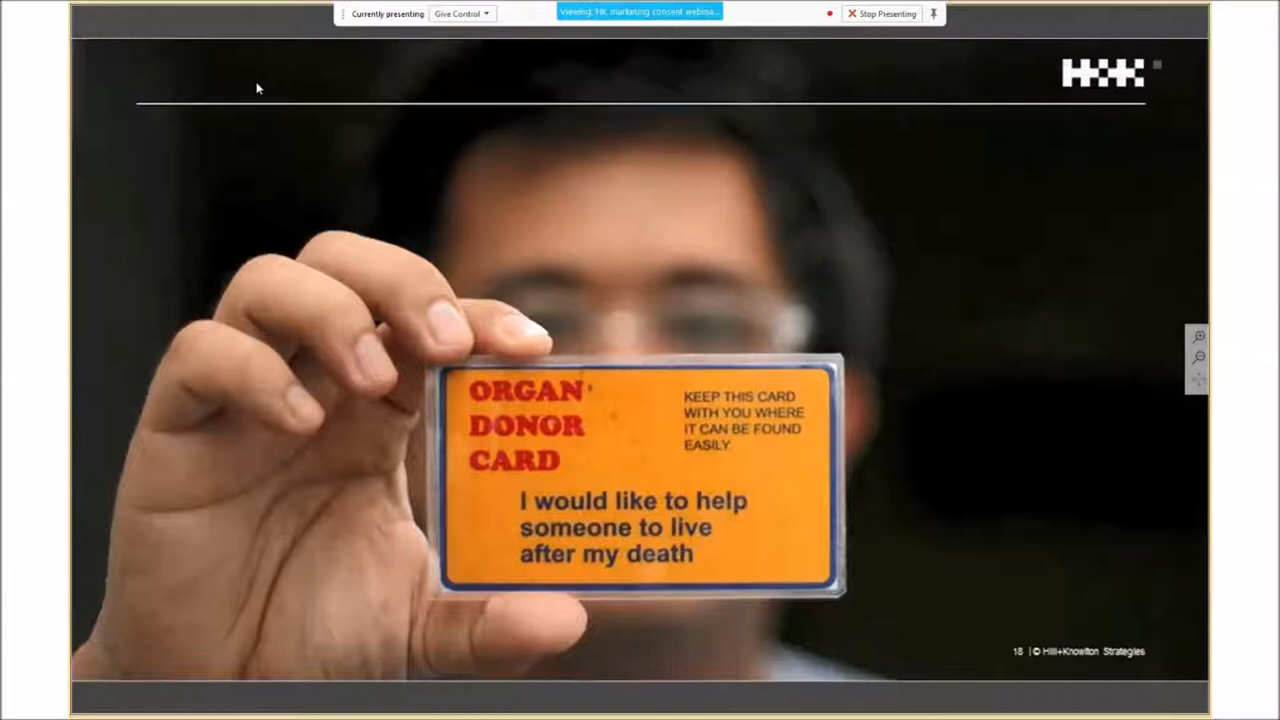 Currently presenting Give Control Viewing: HK marketing consent webina... Stop Presenting
H+K
ORGAN
DONOR
CARD
KEEP THIS CARD
WITH YOU WHERE
IT CAN BE FOUND
EASILY.
I would like to help
someone to live
after my death
18 | © Hill+Knowlton Strategies